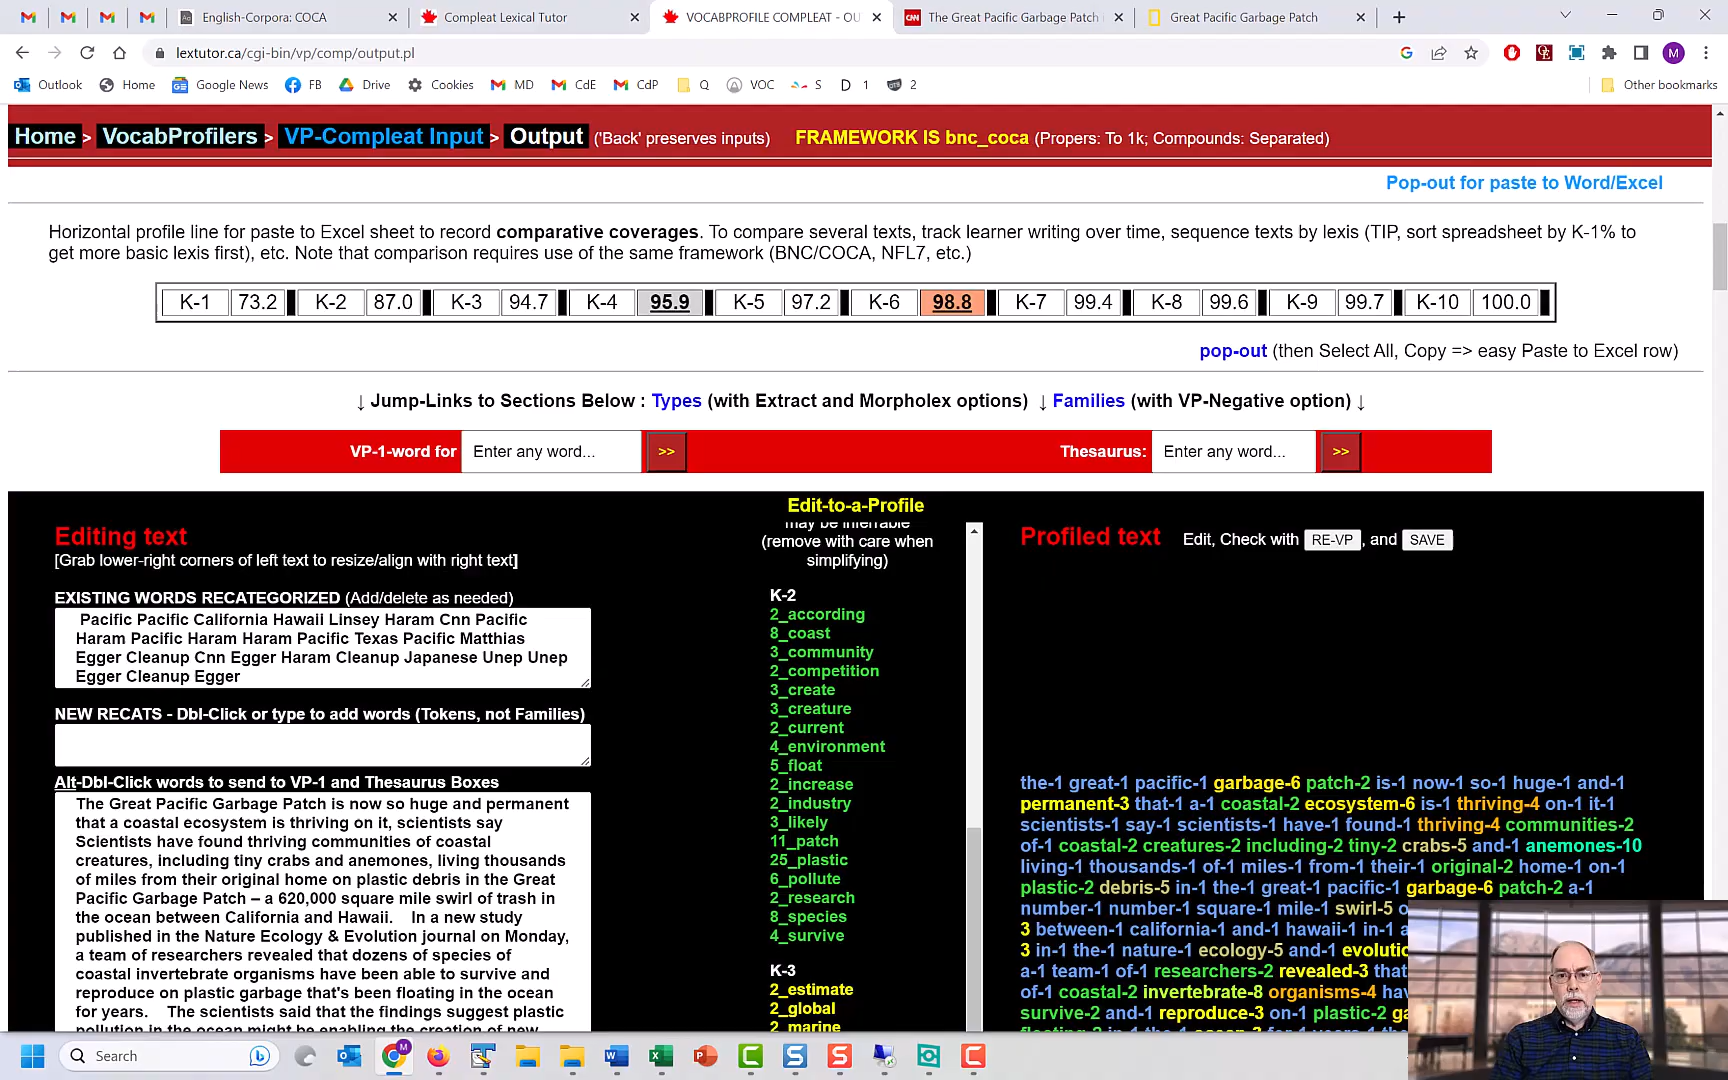 English-Corpora: COCA
Compleat Lexical Tutor
VOCABPROFILE COMPLEAT - OU
The Great Pacific Garbage Patch i
Great Pacific Garbage Patch
lextutor.ca/cgi-bin/vp/comp/output.pl
Outlook Home Google News FB Drive Cookies MD CdE CdP Q VOC S D 1 2 Other bookmarks
Home > VocabProfilers > VP-Compleat Input > Output ('Back' preserves inputs) FRAMEWORK IS bnc_coca (Propers: To 1k; Compounds: Separated)
Pop-out for paste to Word/Excel
Horizontal profile line for paste to Excel sheet to record comparative coverages. To compare several texts, track learner writing over time, sequence texts by lexis (TIP, sort spreadsheet by K-1% to
get more basic lexis first), etc. Note that comparison requires use of the same framework (BNC/COCA, NFL7, etc.)
K-1 73.2 K-2 87.0 K-3 94.7 K-4 95.9 K-5 97.2 K-6 98.8 K-7 99.4 K-8 99.6 K-9 99.7 K-10 100.0
pop-out (then Select All, Copy => easy Paste to Excel row)
↓ Jump-Links to Sections Below : Types (with Extract and Morpholex options) ↓ Families (with VP-Negative option) ↓
VP-1-word for Enter any word... >> Thesaurus: Enter any word... >>
Edit-to-a-Profile
Editing text
[Grab lower-right corners of left text to resize/align with right text]
EXISTING WORDS RECATEGORIZED (Add/delete as needed)
Pacific Pacific California Hawaii Linsey Haram Cnn Pacific
Haram Pacific Haram Haram Pacific Texas Pacific Matthias
Egger Cleanup Cnn Egger Haram Cleanup Japanese Unep Unep
Egger Cleanup Egger
NEW RECATS - Dbl-Click or type to add words (Tokens, not Families)
Alt-Dbl-Click words to send to VP-1 and Thesaurus Boxes
The Great Pacific Garbage Patch is now so huge and permanent
that a coastal ecosystem is thriving on it, scientists say
Scientists have found thriving communities of coastal
creatures, including tiny crabs and anemones, living thousands
of miles from their original home on plastic debris in the Great
Pacific Garbage Patch – a 620,000 square mile swirl of trash in
the ocean between California and Hawaii. In a new study
published in the Nature Ecology & Evolution journal on Monday,
a team of researchers revealed that dozens of species of
coastal invertebrate organisms have been able to survive and
reproduce on plastic garbage that's been floating in the ocean
for years. The scientists said that the findings suggest plastic
pollution in the ocean might be enabling the creation of new
may be inferrable
(remove with care when
simplifying)
K-2
2_according
8_coast
3_community
2_competition
3_create
3_creature
2_current
4_environment
5_float
2_increase
2_industry
3_likely
11_patch
25_plastic
6_pollute
2_research
8_species
4_survive
K-3
2_estimate
2_global
2_marine
Profiled text Edit, Check with RE-VP, and SAVE
the-1 great-1 pacific-1 garbage-6 patch-2 is-1 now-1 so-1 huge-1 and-1
permanent-3 that-1 a-1 coastal-2 ecosystem-6 is-1 thriving-4 on-1 it-1
scientists-1 say-1 scientists-1 have-1 found-1 thriving-4 communities-2
of-1 coastal-2 creatures-2 including-2 tiny-2 crabs-5 and-1 anemones-10
living-1 thousands-1 of-1 miles-1 from-1 their-1 original-2 home-1 on-1
plastic-2 debris-5 in-1 the-1 great-1 pacific-1 garbage-6 patch-2 a-1
number-1 number-1 square-1 mile-1 swirl-5
3 between-1 california-1 and-1 hawaii-1 in-1
3 in-1 the-1 nature-1 ecology-5 and-1
a-1 team-1 of-1 researchers-2 revealed-3 that
of-1 coastal-2 invertebrate-8 organisms-4
survive-2 and-1 reproduce-3 on-1 plastic-2
Search